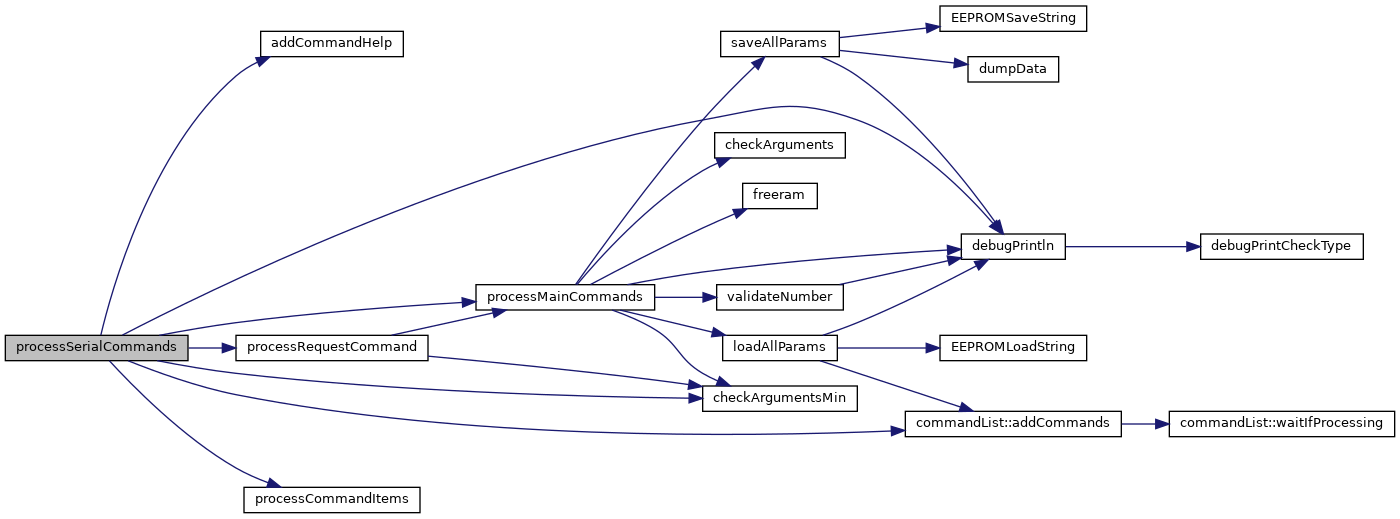 EEPROMSaveString
addCommandHelp
saveAllParams
dumpData
checkArguments
freeram
debugPrintln
debugPrintCheckType
processMainCommands
validateNumber
processSerialCommands
processRequestCommand
loadAllParams
EEPROMLoadString
checkArgumentsMin
commandList::addCommands
commandList::waitIfProcessing
processCommandItems